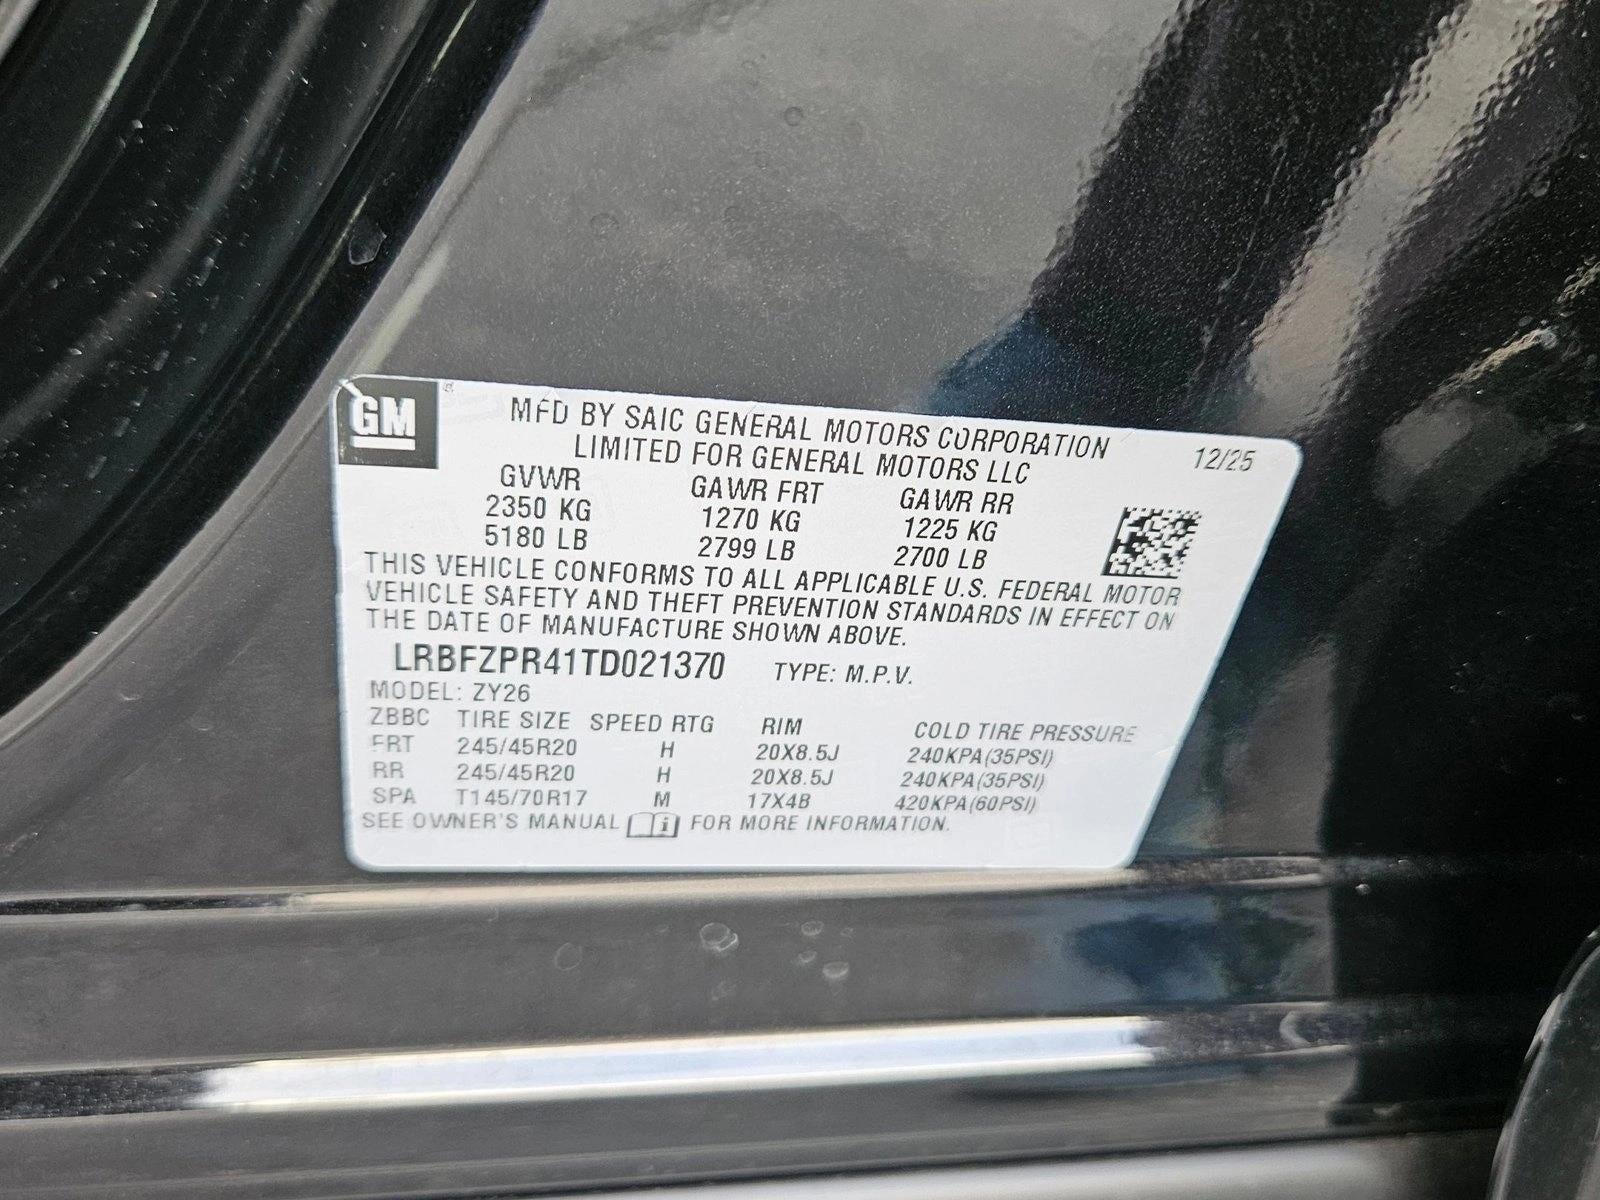 GM
MFD BY SAIC GENERAL MOTORS CORPORATION
LIMITED FOR GENERAL MOTORS LLC
12/25
GVWR GAWR FRT GAWR RR
2350 KG 1270 KG 1225 KG
5180 LB 2799 LB 2700 LB
THIS VEHICLE CONFORMS TO ALL APPLICABLE U.S. FEDERAL MOTOR
VEHICLE SAFETY AND THEFT PREVENTION STANDARDS IN EFFECT ON
THE DATE OF MANUFACTURE SHOWN ABOVE.
LRBFZPR41TD021370 TYPE: M.P.V.
MODEL: ZY26
ZBBC TIRE SIZE SPEED RTG RIM COLD TIRE PRESSURE
FRT 245/45R20 H 20X8.5J 240KPA(35PSI)
RR 245/45R20 H 20X8.5J 240KPA(35PSI)
SPA T145/70R17 M 17X4B 420KPA(60PSI)
SEE OWNER'S MANUAL i FOR MORE INFORMATION.